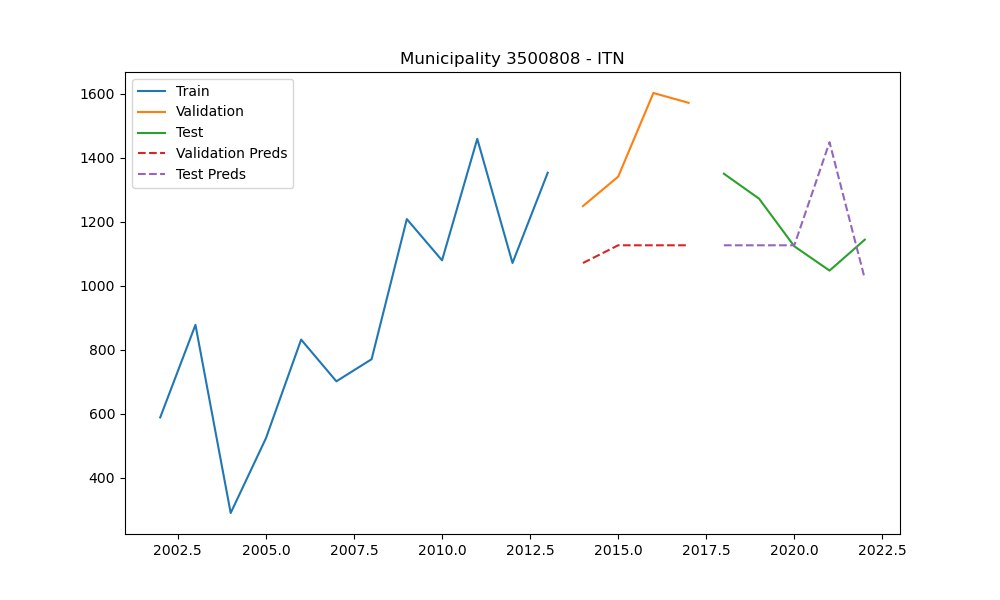 Municipality 3500808 - ITN
Train
Validation
Test
Validation Preds
Test Preds
1600
1400
1200
1000
800
600
400
2002.5 2005.0 2007.5 2010.0 2012.5 2015.0 2017.5 2020.0 2022.5